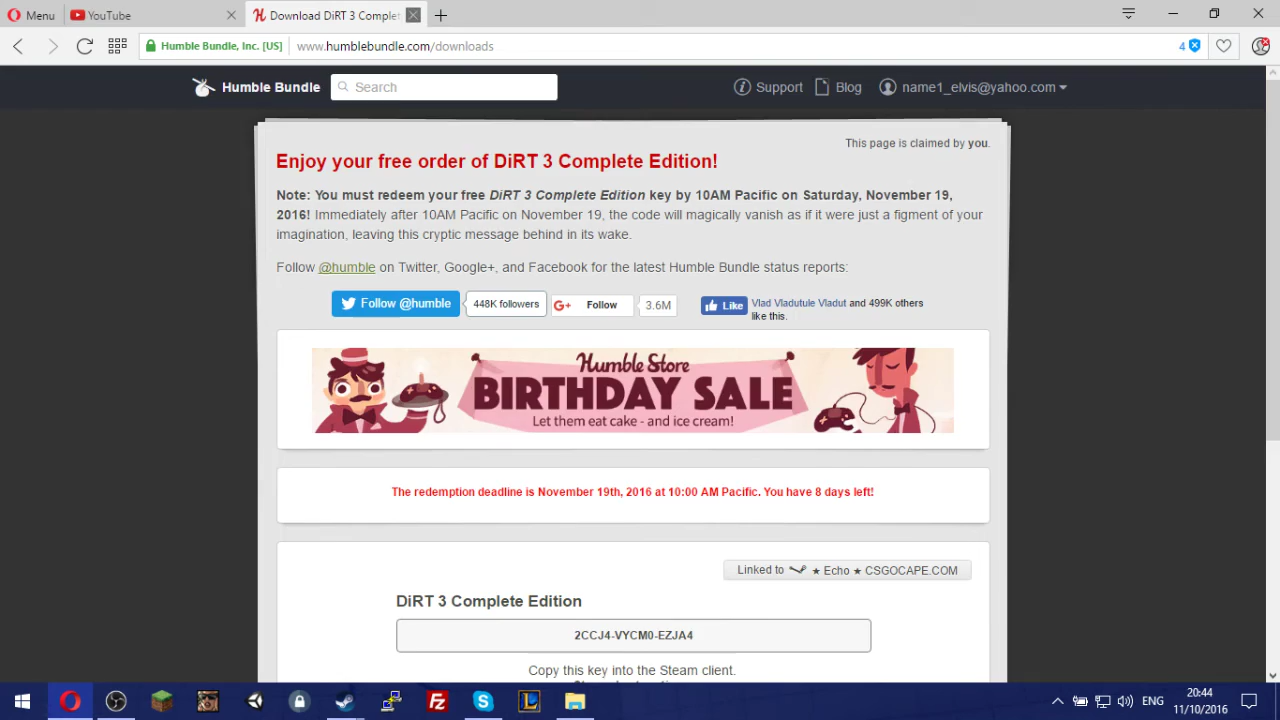 Menu
YouTube
Download DiRT 3 Complet
Humble Bundle, Inc. [US]
www.humblebundle.com/downloads
4
Humble Bundle
Search
Support
Blog
name1_elvis@yahoo.com
This page is claimed by you.
Enjoy your free order of DiRT 3 Complete Edition!
Note: You must redeem your free DiRT 3 Complete Edition key by 10AM Pacific on Saturday, November 19,
2016! Immediately after 10AM Pacific on November 19, the code will magically vanish as if it were just a figment of your
imagination, leaving this cryptic message behind in its wake.
Follow @humble on Twitter, Google+, and Facebook for the latest Humble Bundle status reports:
Follow @humble
448K followers
G+ Follow
3.6M
Like
Vlad Vladutule Vladut and 499K others
like this.
Humble Store
BIRTHDAY SALE
Let them eat cake - and ice cream!
The redemption deadline is November 19th, 2016 at 10:00 AM Pacific. You have 8 days left!
Linked to ★ Echo ★ CSGOCAPE.COM
DiRT 3 Complete Edition
2CCJ4-VYCM0-EZJA4
Copy this key into the Steam client.
ENG
20:44
11/10/2016